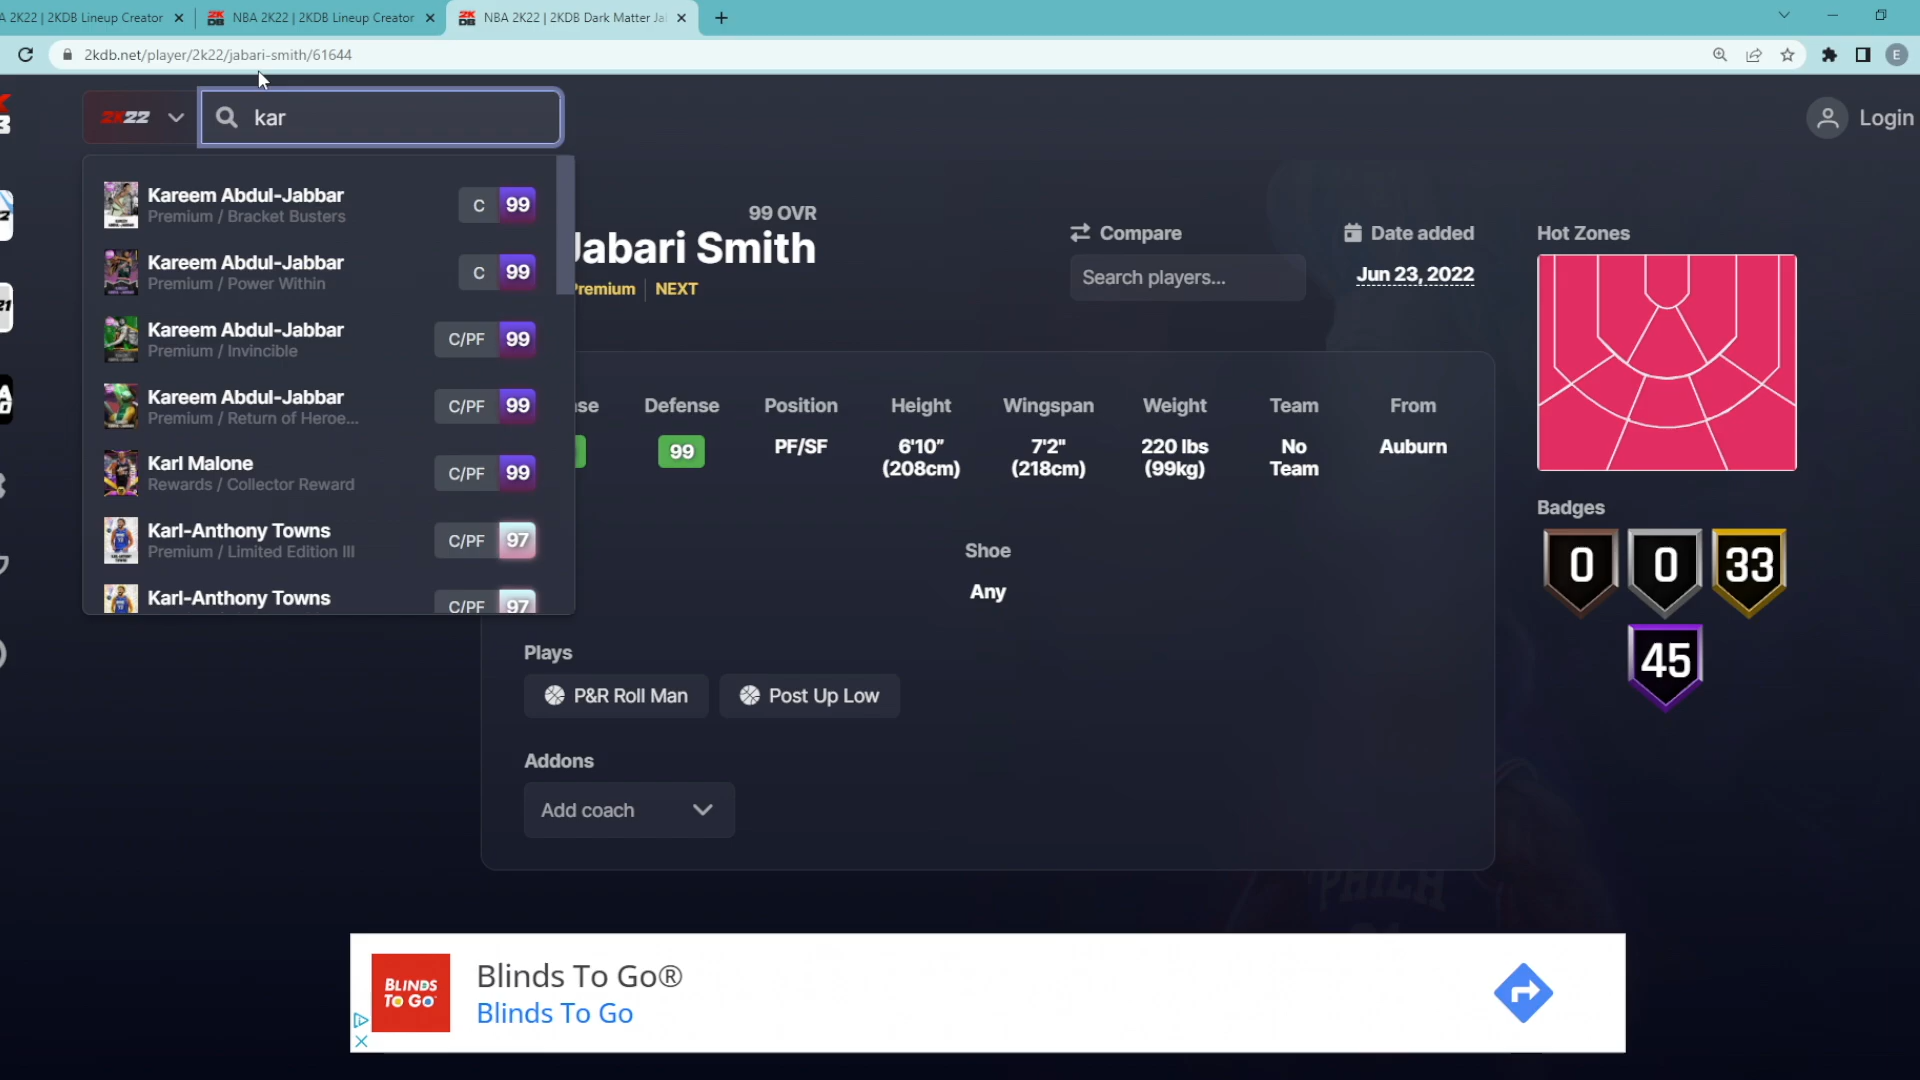 A 2K22 | 2KDB Lineup Creator
NBA 2K22 | 2KDB Lineup Creator
NBA 2K22 | 2KDB Dark Matter Ja
2kdb.net/player/2k22/jabari-smith/61644
E
2K22
kar
Login
Kareem Abdul-Jabbar
Premium / Bracket Busters
C 99
Kareem Abdul-Jabbar
Premium / Power Within
C 99
Kareem Abdul-Jabbar
Premium / Invincible
C/PF 99
Kareem Abdul-Jabbar
Premium / Return of Heroe...
C/PF 99
Karl Malone
Rewards / Collector Reward
C/PF 99
Karl-Anthony Towns
Premium / Limited Edition III
C/PF 97
Karl-Anthony Towns
C/PF 97
99 OVR
Jabari Smith
Premium | NEXT
Compare
Search players...
Date added
Jun 23, 2022
Hot Zones
se
Defense
99
Position
PF/SF
Height
6'10”
(208cm)
Wingspan
7'2"
(218cm)
Weight
220 lbs
(99kg)
Team
No
Team
From
Auburn
Shoe
Any
Badges
0
0
33
45
Plays
P&R Roll Man
Post Up Low
Addons
Add coach
PHILA
BLINDS
TO GO
Blinds To Go®
Blinds To Go